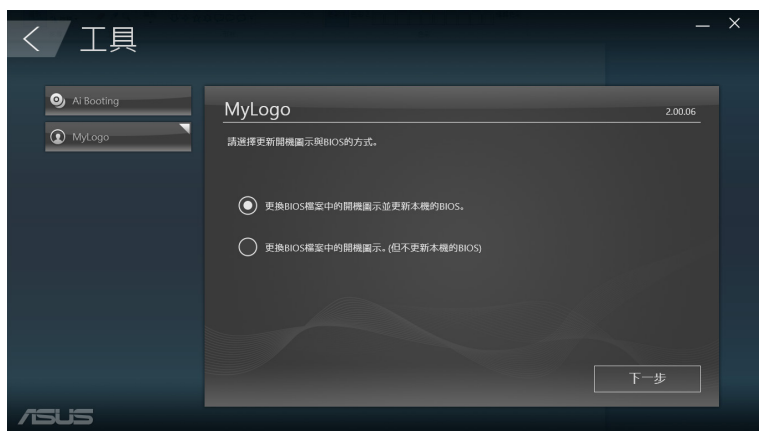 工具
Ai Booting
MyLogo
MyLogo
2.00.06
請選擇更新開機圖示與BIOS的方式。
更換BIOS檔案中的開機圖示並更新本機的BIOS。
更換BIOS檔案中的開機圖示。(但不更新本機的BIOS)
下一步
ASUS